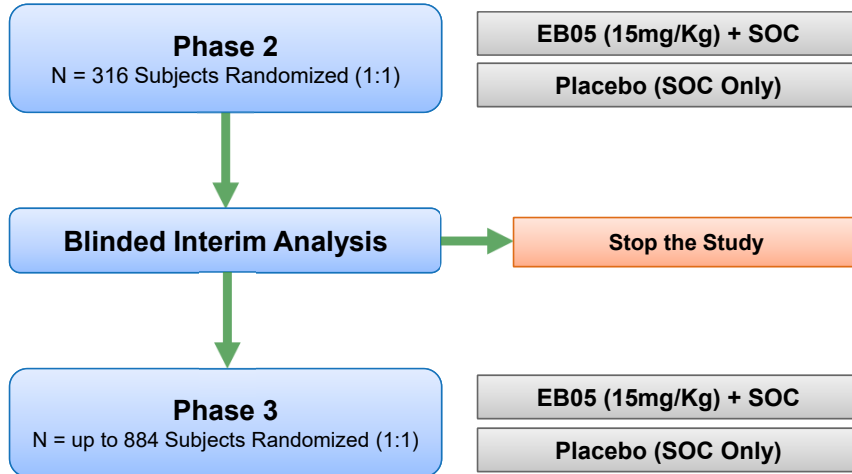 Phase 2
N = 316 Subjects Randomized (1:1)
EB05 (15mg/Kg) + SOC
Placebo (SOC Only)
Blinded Interim Analysis
Stop the Study
Phase 3
N = up to 884 Subjects Randomized (1:1)
EB05 (15mg/Kg) + SOC
Placebo (SOC Only)